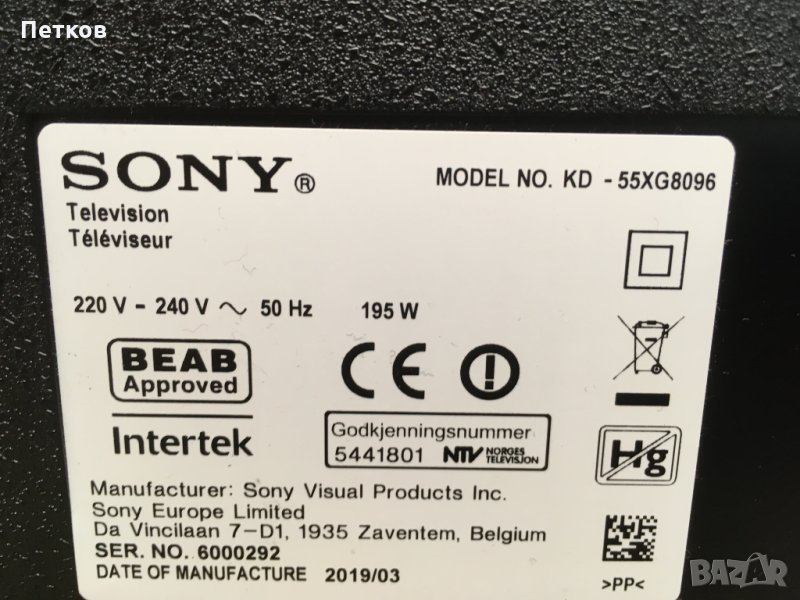 Петков
SONY®
MODEL NO. KD - 55XG8096
Television
Téléviseur
220 V - 240 V ~ 50 Hz 195 W
BEAB
Approved
Intertek
CE
Godkjenningsnummer
5441801 NTV NORGES TELEVISJON
Hg
Manufacturer: Sony Visual Products Inc.
Sony Europe Limited
Da Vincilaan 7-D1, 1935 Zaventem, Belgium
SER. NO. 6000292
DATE OF MANUFACTURE 2019/03
>PP<
BAZAR